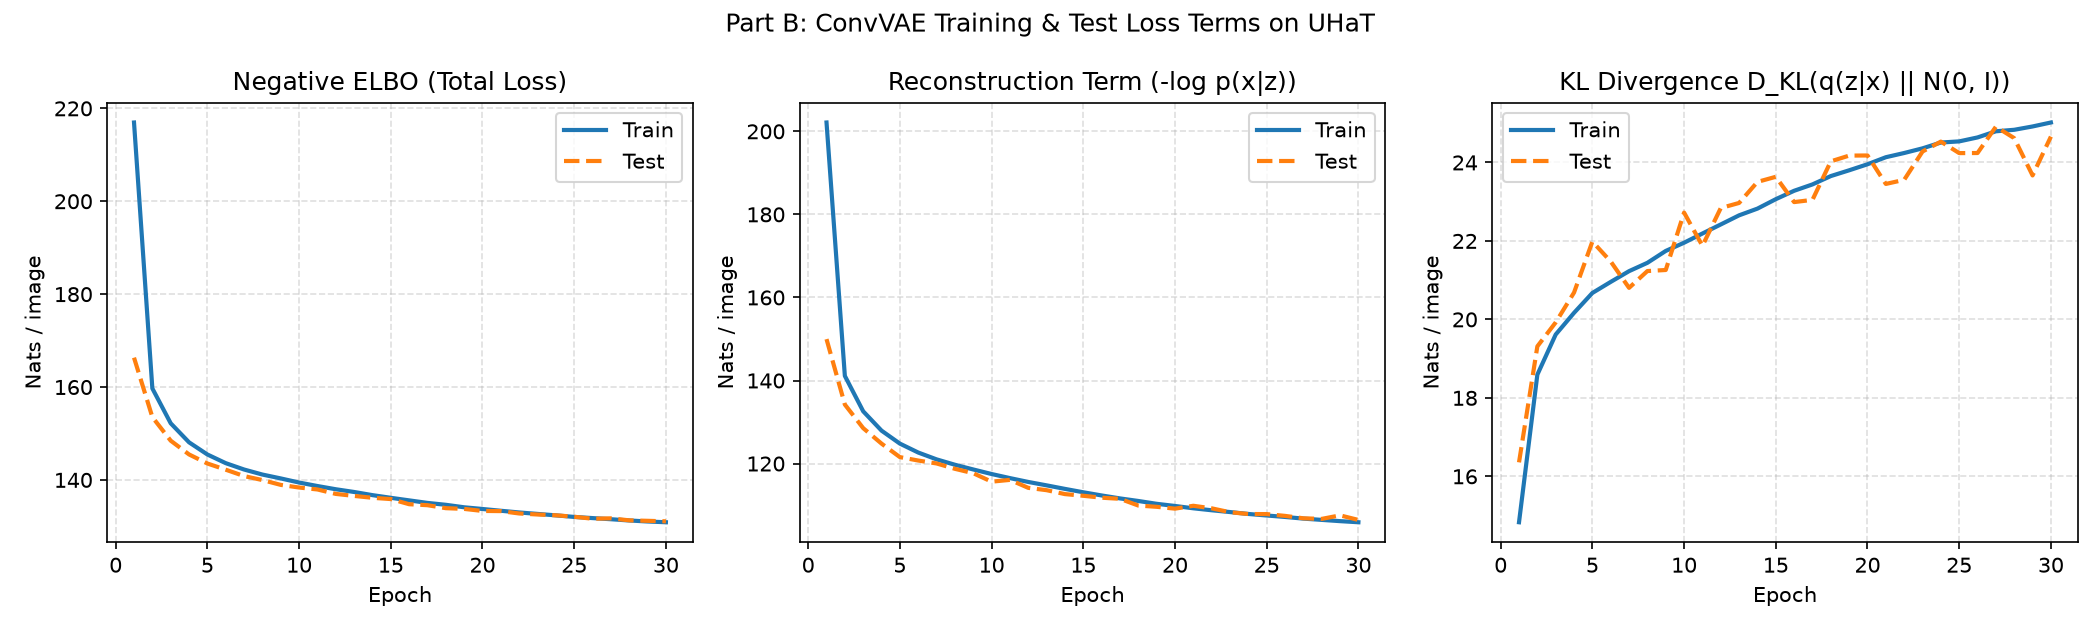 Part B: ConvVAE Training & Test Loss Terms on UHaT
Negative ELBO (Total Loss)
220
200
180
160
140
Nats / image
0 5 10 15 20 25 30
Epoch
Train
Test
Reconstruction Term (-log p(x|z))
200
180
160
140
120
Nats / image
0 5 10 15 20 25 30
Epoch
Train
Test
KL Divergence D_KL(q(z|x) || N(0, I))
24
22
20
18
16
Nats / image
0 5 10 15 20 25 30
Epoch
Train
Test